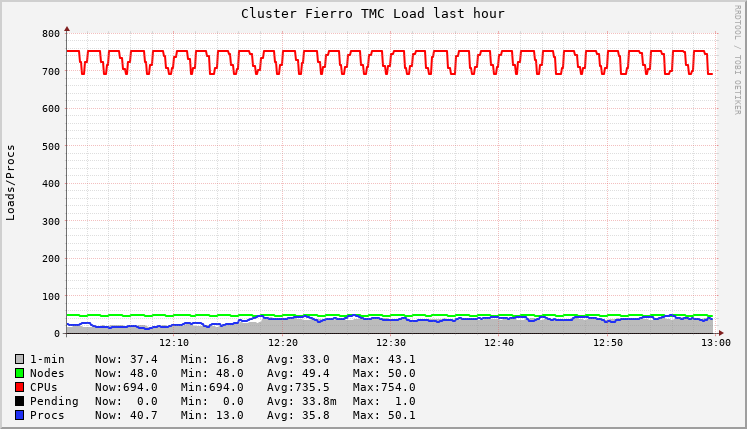 Cluster Fierro TMC Load last hour
RRDTOOL / TOBI OETIKER
Loads/Procs
800
700
600
500
400
300
200
100
0
12:10 12:20 12:30 12:40 12:50 13:00
1-min Now: 37.4 Min: 16.8 Avg: 33.0 Max: 43.1
Nodes Now: 48.0 Min: 48.0 Avg: 49.4 Max: 50.0
CPUs Now:694.0 Min:694.0 Avg:735.5 Max:754.0
Pending Now: 0.0 Min: 0.0 Avg: 33.8m Max: 1.0
Procs Now: 40.7 Min: 13.0 Avg: 35.8 Max: 50.1